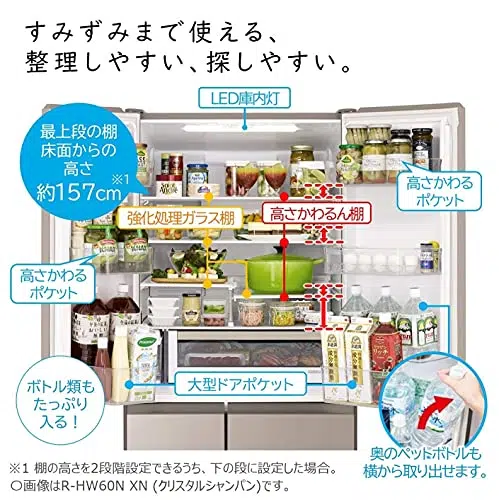 すみずみまで使える、
整理しやすい、探しやすい。
LED庫内灯
最上段の棚
床面からの
高さ
約157cm
※1
強化処理ガラス棚
高さかわるん棚
高さかわる
ポケット
高さかわる
ポケット
ボトル類も
たっぷり
入る!
大型ドアポケット
奥のペットボトルも
横から取り出せます。
※1 棚の高さを2段階設定できるうち、下の段に設定した場合。
〇画像はR-HW60N XN (クリスタルシャンパン)です。